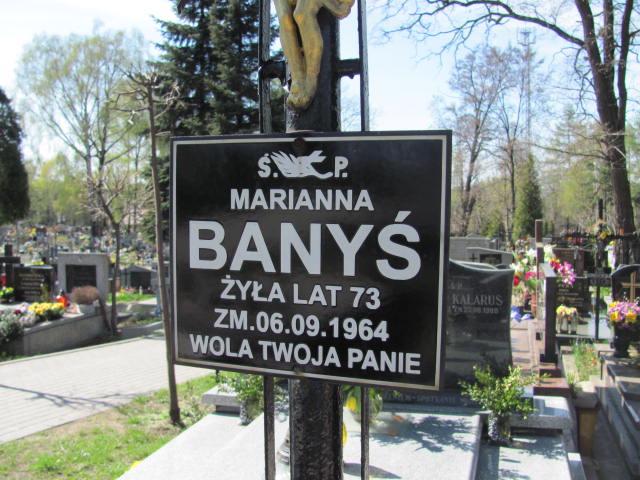 Ś. P.
MARIANNA
BANYŚ
ŻYŁA LAT 73
ZM.06.09.1964
WOLA TWOJA PANIE
KALARUS